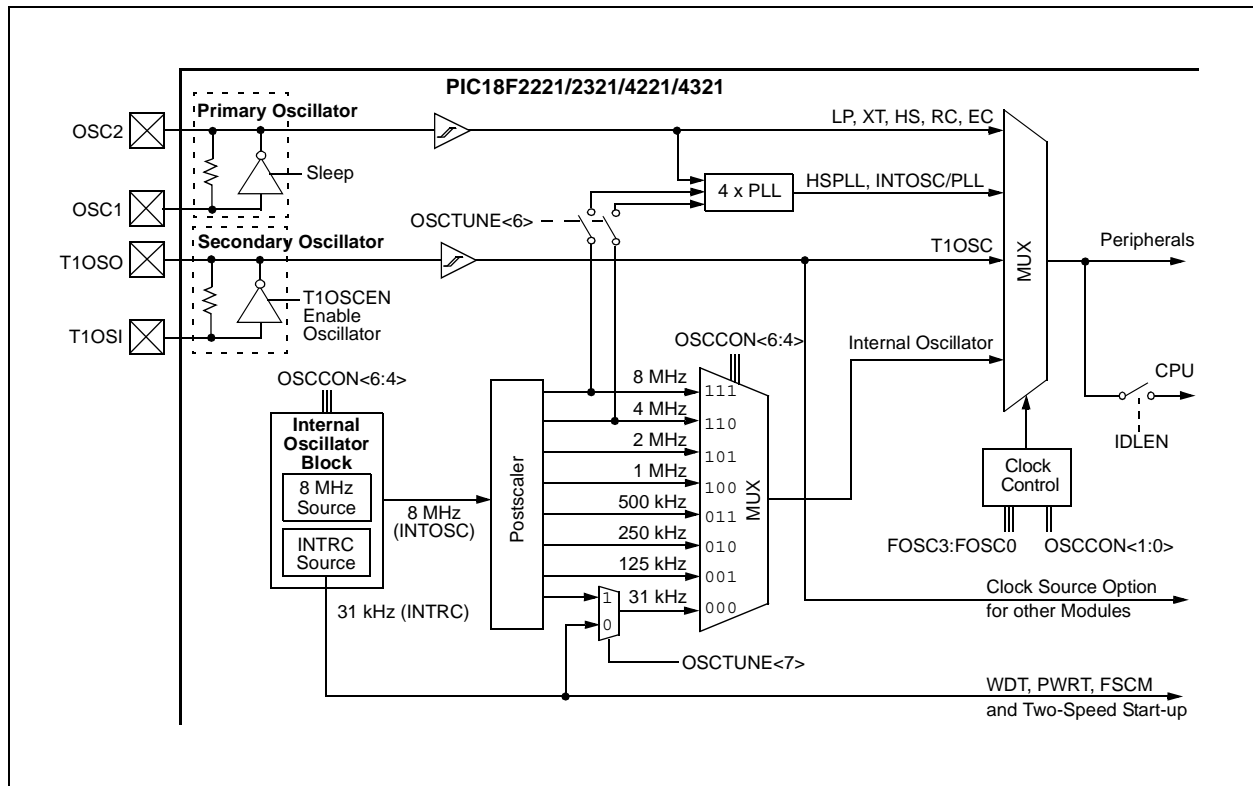 PIC18F2221/2321/4221/4321
Primary Oscillator
OSC2
OSC1
Sleep
LP, XT, HS, RC, EC
4 x PLL
HSPLL, INTOSC/PLL
OSCTUNE<6>
Secondary Oscillator
T1OSO
T1OSI
T1OSCEN
Enable
Oscillator
T1OSC
MUX
Peripherals
Internal Oscillator
CPU
IDLEN
Clock
Control
FOSC3:FOSC0
OSCCON<1:0>
Clock Source Option
for other Modules
OSCCON<6:4>
Internal
Oscillator
Block
8 MHz
Source
INTRC
Source
8 MHz
(INTOSC)
31 kHz (INTRC)
Postscaler
OSCCON<6:4>
8 MHz
111
4 MHz
110
2 MHz
101
1 MHz
100
500 kHz
011
250 kHz
010
125 kHz
001
1
0
31 kHz
000
MUX
OSCTUNE<7>
WDT, PWRT, FSCM
and Two-Speed Start-up